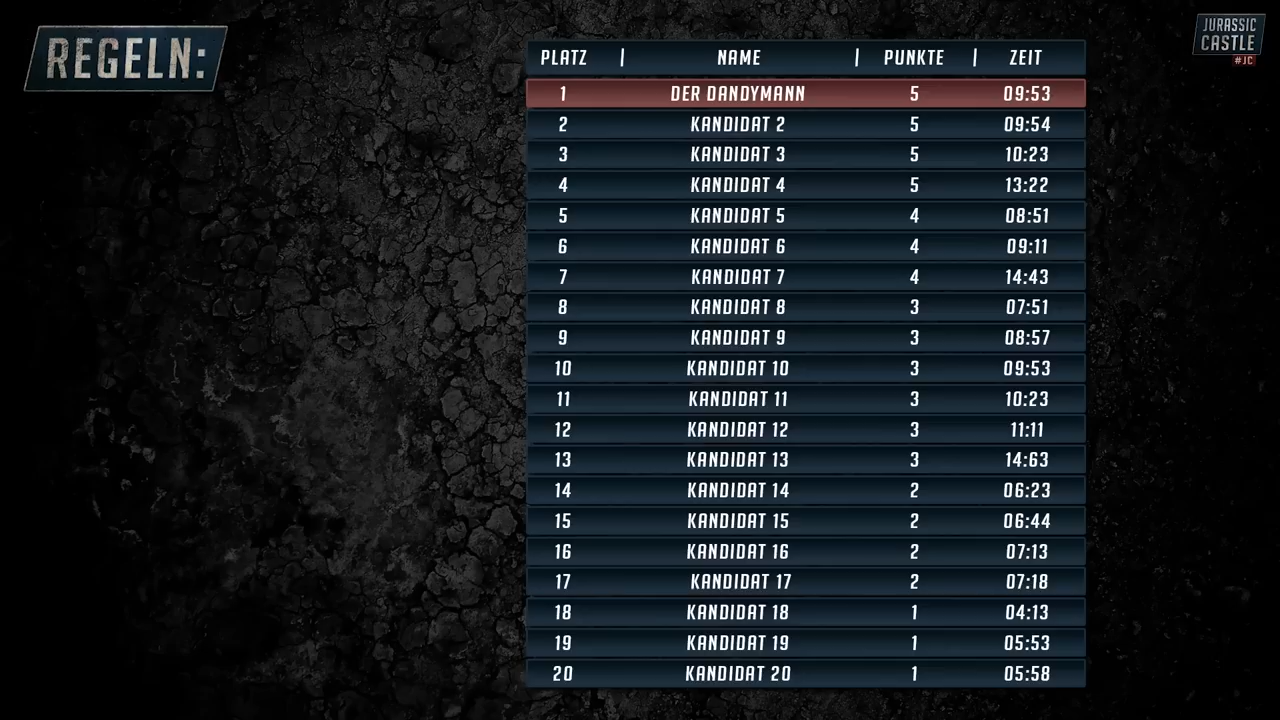 REGELN:
JURASSIC
CASTLE
#JC
PLATZ | NAME | PUNKTE | ZEIT
1 DER DANDYMANN 5 09:53
2 KANDIDAT 2 5 09:54
3 KANDIDAT 3 5 10:23
4 KANDIDAT 4 5 13:22
5 KANDIDAT 5 4 08:51
6 KANDIDAT 6 4 09:11
7 KANDIDAT 7 4 14:43
8 KANDIDAT 8 3 07:51
9 KANDIDAT 9 3 08:57
10 KANDIDAT 10 3 09:53
11 KANDIDAT 11 3 10:23
12 KANDIDAT 12 3 11:11
13 KANDIDAT 13 3 14:63
14 KANDIDAT 14 2 06:23
15 KANDIDAT 15 2 06:44
16 KANDIDAT 16 2 07:13
17 KANDIDAT 17 2 07:18
18 KANDIDAT 18 1 04:13
19 KANDIDAT 19 1 05:53
20 KANDIDAT 20 1 05:58